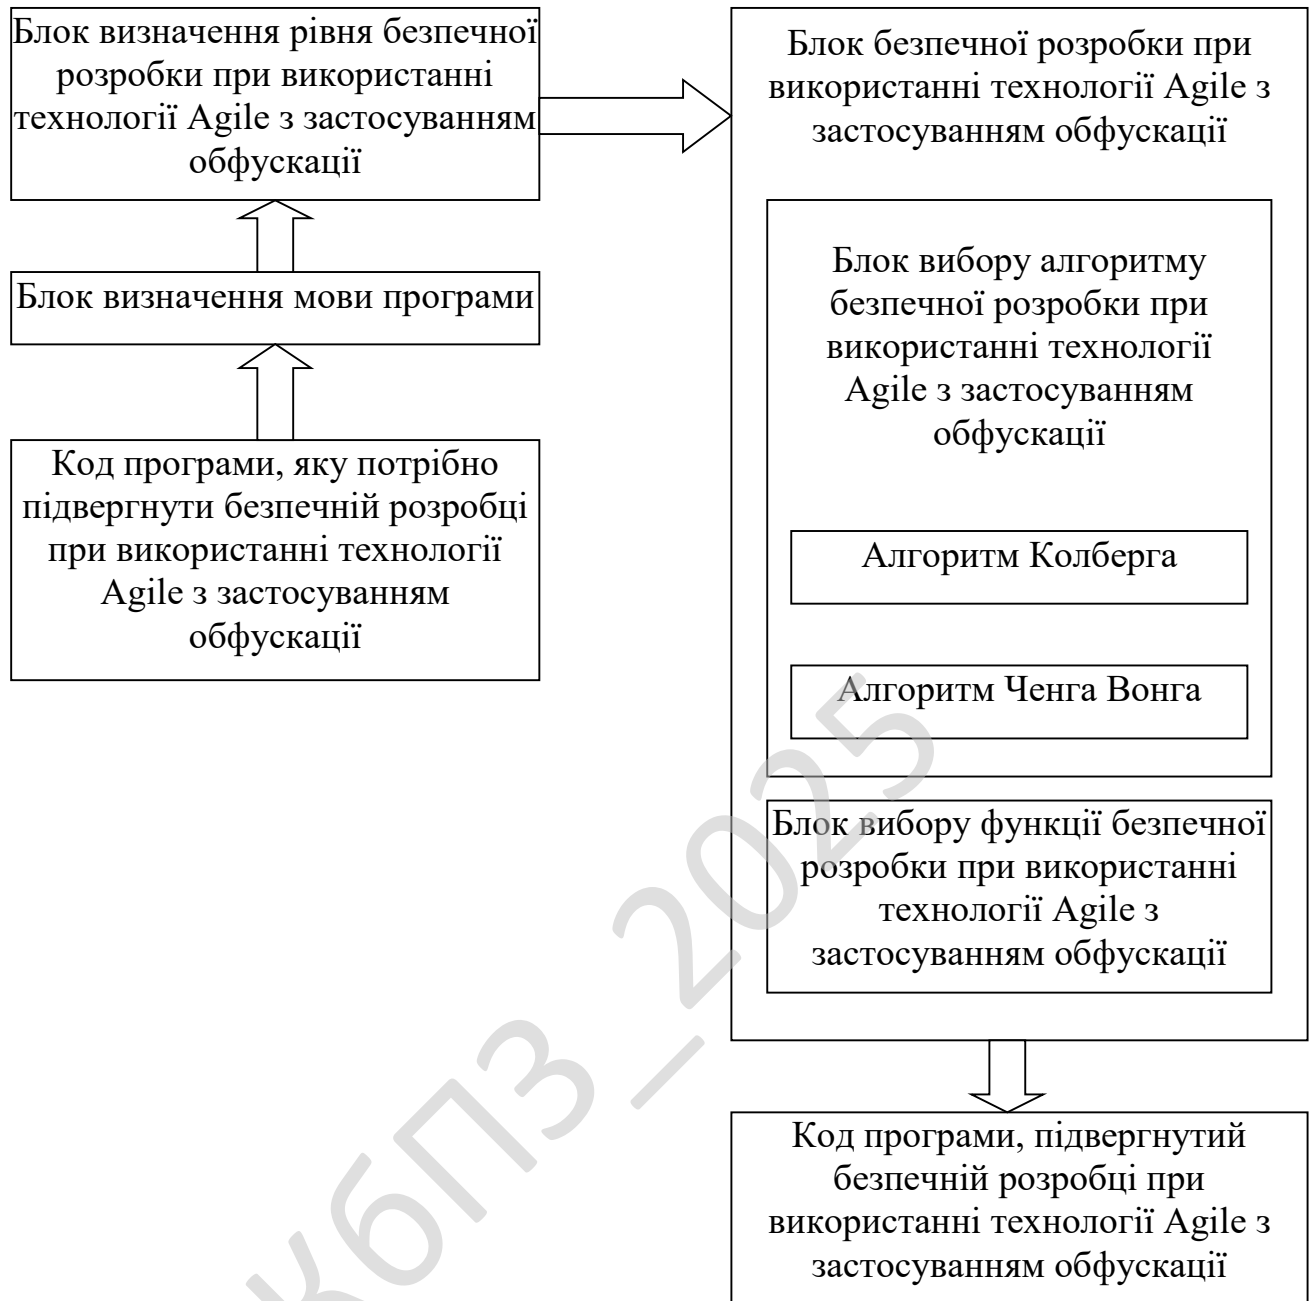 Блок визначення рівня безпечної
розробки при використанні
технології Agile з застосуванням
обфускації
Блок визначення мови програми
Код програми, яку потрібно
підвергнути безпечній розробці
при використанні технології
Agile з застосуванням
обфускації
Блок безпечної розробки при
використанні технології Agile з
застосуванням обфускації
Блок вибору алгоритму
безпечної розробки при
використанні технології
Agile з застосуванням
обфускації
Алгоритм Колберга
Алгоритм Ченга Вонга
Блок вибору функції безпечної
розробки при використанні
технології Agile з
застосуванням обфускації
Код програми, підвергнутий
безпечній розробці при
використанні технології Agile з
застосуванням обфускації
КбПЗ_2025